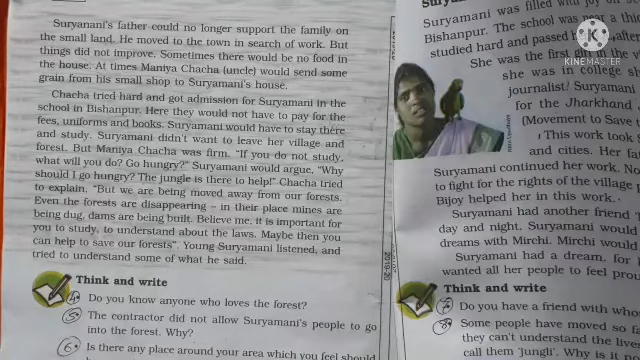 Suryanani's father could no longer support the family on
the small land. He moved to the town in search of work. But
things did not improve. Sometimes there would be no food in
the house. At times Maniya Chacha (uncle) would send some
grain from his small shop to Suryamani's house.
Chacha tried hard and got admission for Suryamani in the
school in Bishanpur. Here they would not have to pay for the
fees, uniforms and books. Suryamani would have to stay there
and study. Suryamani didn't want to leave her village and
forest. But Maniya Chacha was firm. "If you do not study,
what will you do? Go hungry?" Suryamani would argue, "Why
should I go hungry? The jungle is there to help!" Chacha tried
to explain, "But we are being moved away from our forests.
Even the forests are disappearing – in their place mines are
being dug, dams are being built. Believe me, it is important for
you to study, to understand about the laws. Maybe then you
can help to save our forests". Young Suryamani listened, and
tried to understand some of what he said.
Think and write
4. Do you know anyone who loves the forest?
5. The contractor did not allow Suryamani's people to go
into the forest. Why?
6. Is there any place around your area which you feel should
2019-20
Suryamani was filled with joy on
Bishanpur. The school was near a
studied hard and passed
She was the first girl in the
she was in college sh
journalist! Suryamani
for the Jharkhand
(Movement to Save t
This work took
and cities. Her fa
Suryamani continued her work. No
to fight for the rights of the village
Bijoy helped her in this work.
Suryamani had another friend
day and night. Suryamani would
dreams with Mirchi. Mirchi would
Suryamani had a dream, for
wanted all her people to feel prou
Think and write
7. Do you have a friend with whom
8. Some people have moved so fa
they can't understand the live
call them 'jungli'. Why is it
K
KINEMASTER